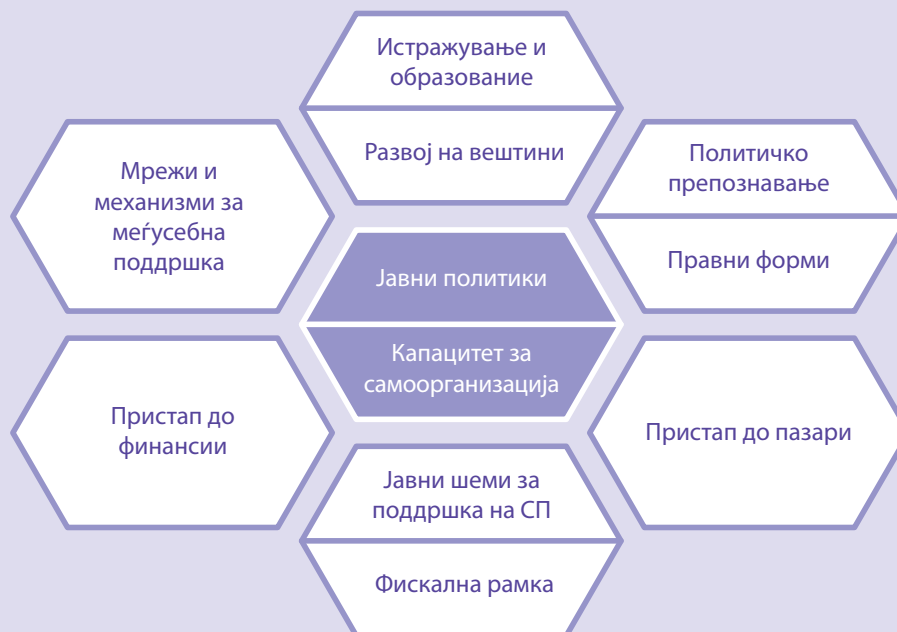 Истражување и
образование
Развој на вештини
Мрежи и
механизми за
меѓусебна
поддршка
Политичко
препознавање
Правни форми
Јавни политики
Капацитет за
самоорганизација
Пристап до
финансии
Пристап до пазари
Јавни шеми за
поддршка на СП
Фискална рамка